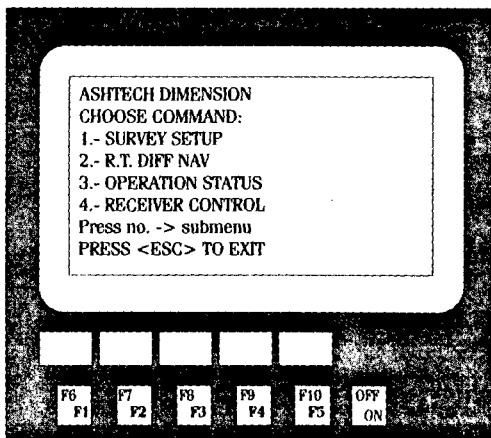 ASHTECH DIMENSION
CHOOSE COMMAND:
1.- SURVEY SETUP
2.- R.T. DIFF NAV
3.- OPERATION STATUS
4.- RECEIVER CONTROL
Press no. -> submenu
PRESS <ESC> TO EXIT
F6 F7 F8 F9 F10 OFF
F1 F2 F3 F4 F5 ON